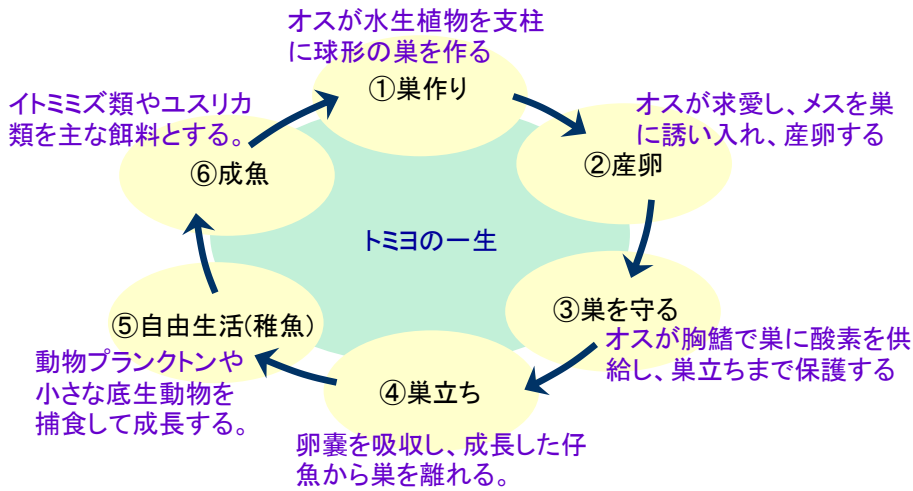 オスが水生植物を支柱
に球形の巣を作る
①巣作り
オスが求愛し、メスを巣
に誘い入れ、産卵する
②産卵
③巣を守る
オスが胸鰭で巣に酸素を供
給し、巣立ちまで保護する
④巣立ち
卵嚢を吸収し、成長した仔
魚から巣を離れる。
⑤自由生活(稚魚)
動物プランクトンや
小さな底生動物を
捕食して成長する。
イトミミズ類やユスリカ
類を主な餌料とする。
⑥成魚
トミヨの一生